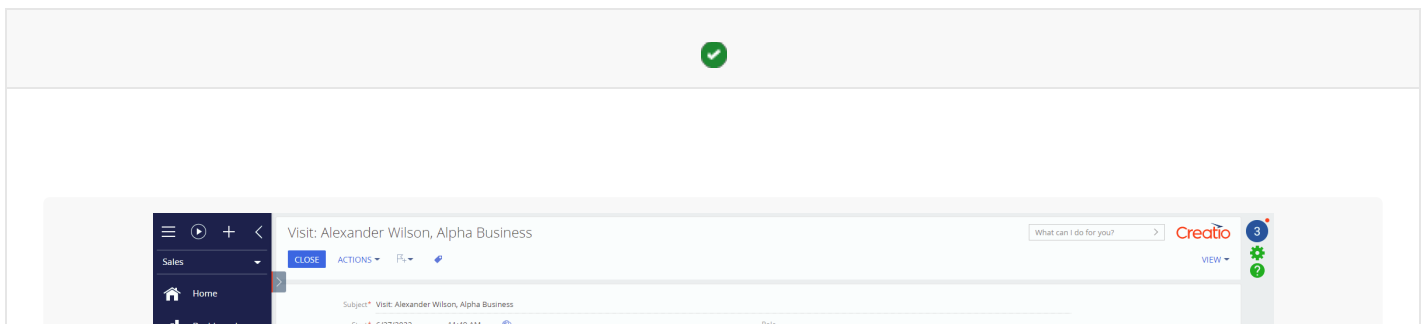 Visit: Alexander Wilson, Alpha Business
What can I do for you?
Creatio
3
Sales
CLOSE
ACTIONS
VIEW
?
Home
Subject* Visit: Alexander Wilson, Alpha Business